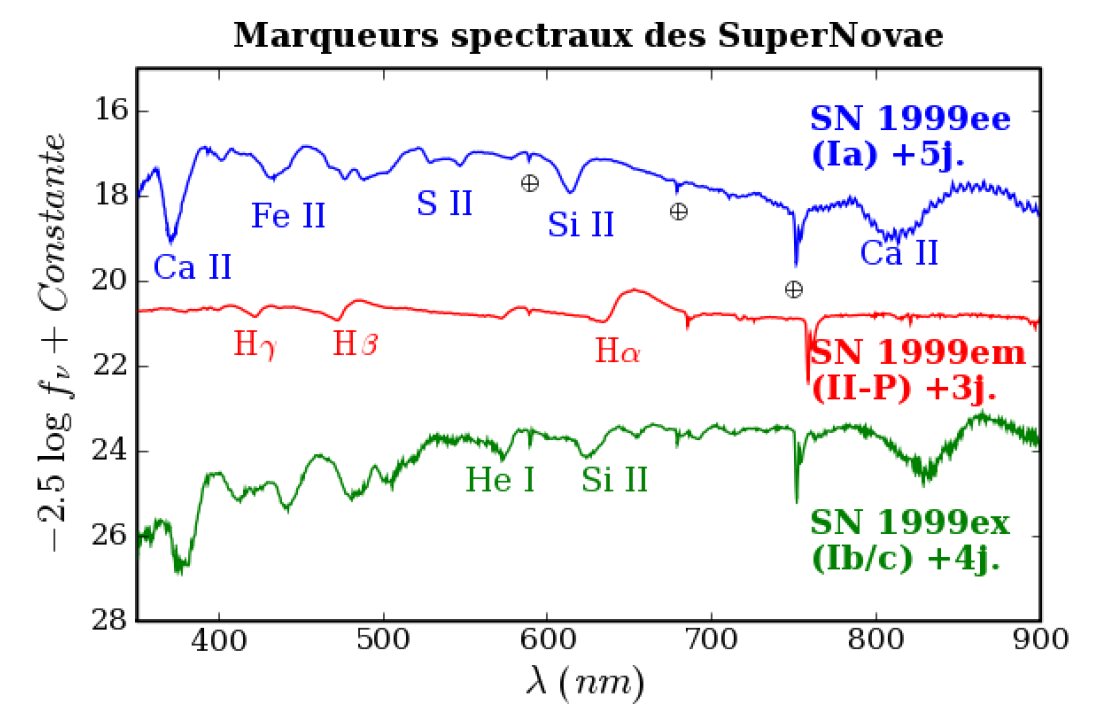 Marqueurs spectraux des SuperNovae
−2.5 log fν + Constante
16
18
20
22
24
26
28
SN 1999ee
(Ia) +5j.
Fe II
S II
Si II
Ca II
Ca II
⊕
⊕
⊕
Hγ
Hβ
Hα
SN 1999em
(II-P) +3j.
He I
Si II
SN 1999ex
(Ib/c) +4j.
400
500
600
700
800
900
λ (nm)